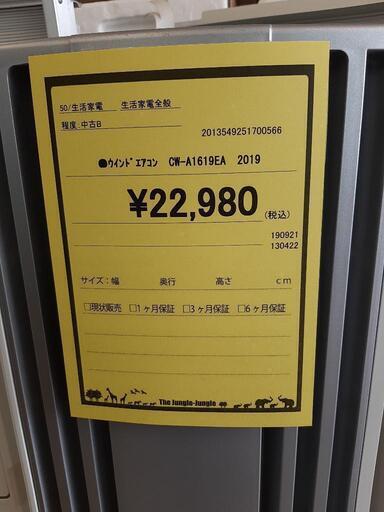 50/生活家電 生活家電全般
程度 中古B
2013549251700566
●ウインドエアコン CW-A1619EA 2019
¥22,980(税込)
190921
130422
サイズ:幅 奥行 高さ cm
□現状販売 □1ヶ月保証 □3ヶ月保証 □6ヶ月保証
The Jungle-Jungle